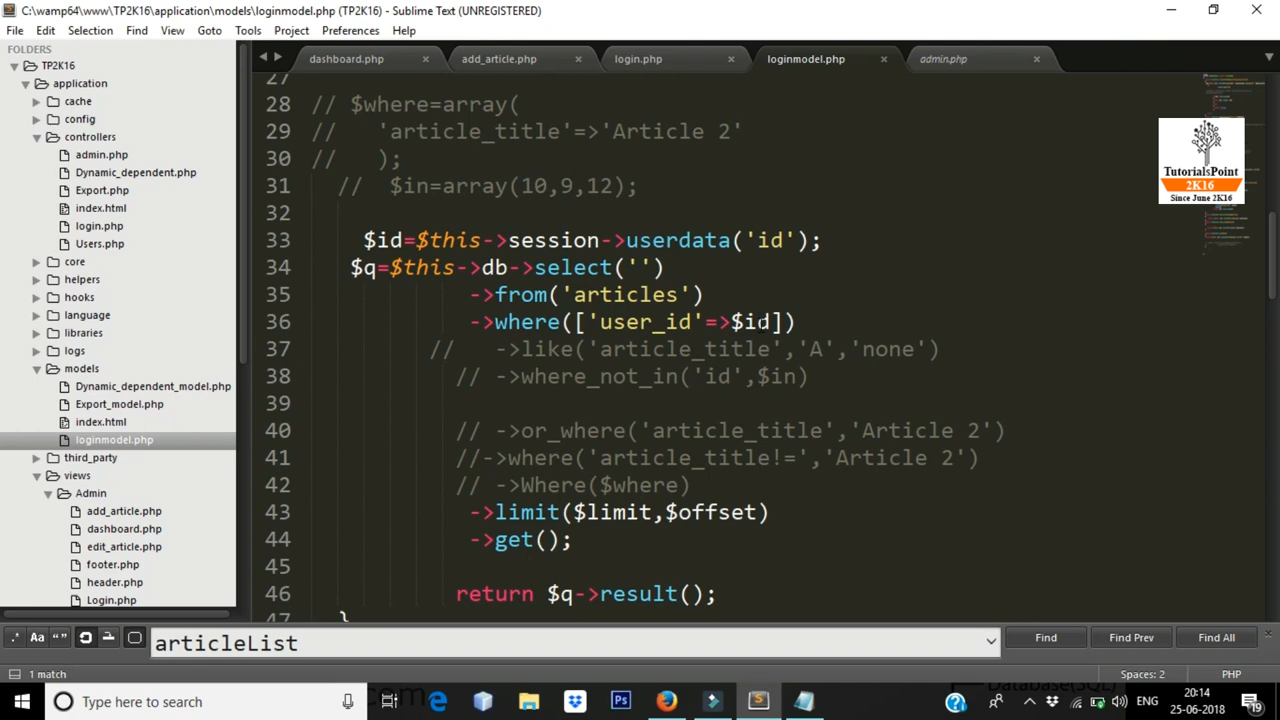 C:\wamp64\www\TP2K16\application\models\loginmodel.php (TP2K16) - Sublime Text (UNREGISTERED)
File Edit Selection Find View Goto Tools Project Preferences Help
FOLDERS
TP2K16
application
cache
config
controllers
admin.php
Dynamic_dependent.php
Export.php
index.html
login.php
Users.php
core
helpers
hooks
language
libraries
logs
models
Dynamic_dependent_model.php
Export_model.php
index.html
loginmodel.php
third_party
views
Admin
add_article.php
dashboard.php
edit_article.php
footer.php
header.php
Login.php
dashboard.php × add_article.php × login.php × loginmodel.php × admin.php ×
27
28 // $where=array(
29 // 'article_title'=>'Article 2'
30 // );
31 // $in=array(10,9,12);
32
33 $id=$this->session->userdata('id');
34 $q=$this->db->select('')
35 ->from('articles')
36 ->where(['user_id'=>$id])
37 // ->like('article_title','A','none')
38 // ->where_not_in('id',$in)
39
40 // ->or_where('article_title','Article 2')
41 //->where('article_title!=','Article 2')
42 // ->Where($where)
43 ->limit($limit,$offset)
44 ->get();
45
46 return $q->result();
47 }
TutorialsPoint
2K16
Since June 2K16
.* Aa “ ” articleList Find Find Prev Find All
1 match Spaces: 2 PHP
Type here to search
ENG
20:14
25-06-2018
19